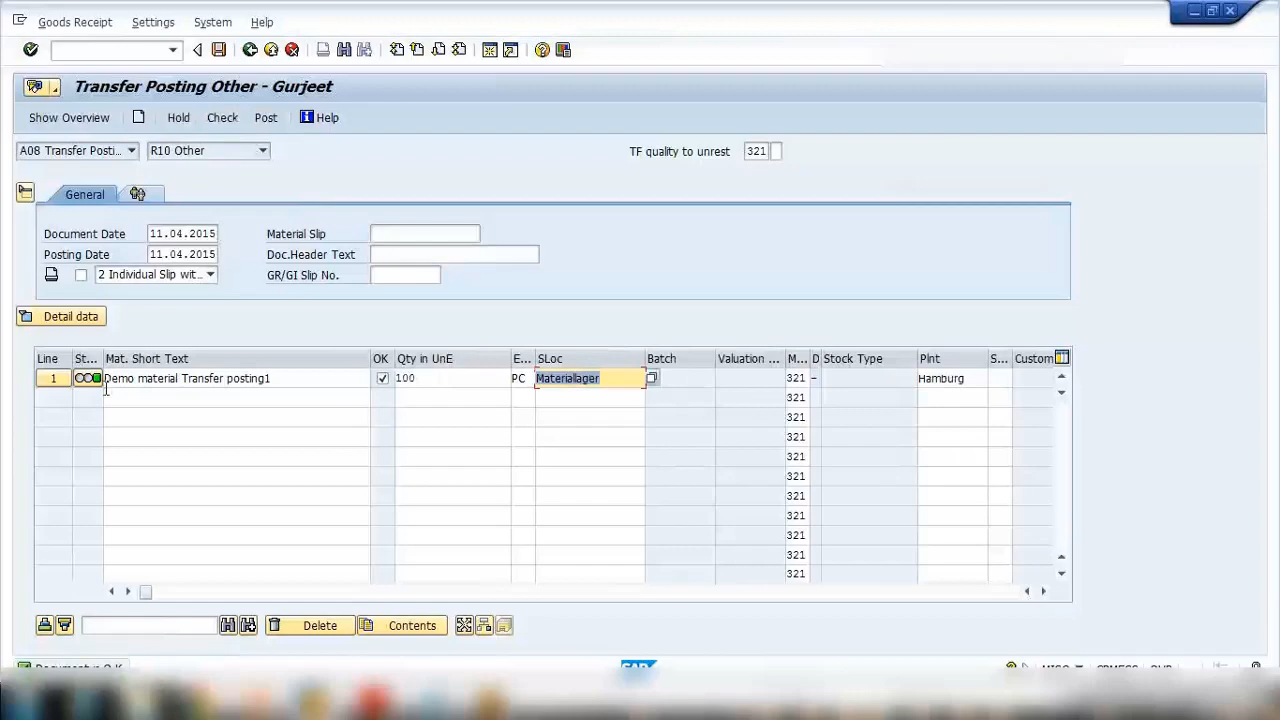 Goods Receipt Settings System Help
Transfer Posting Other - Gurjeet
Show Overview Hold Check Post Help
A08 Transfer Posti... R10 Other TF quality to unrest 321
General
Document Date 11.04.2015 Material Slip
Posting Date 11.04.2015 Doc.Header Text
2 Individual Slip wit... GR/GI Slip No.
Detail data
Line St... Mat. Short Text OK Qty in UnE E... SLoc Batch Valuation ... M... D Stock Type Plnt S... Custom
1 Demo material Transfer posting1 100 PC Materiallager 321 - Hamburg
321
321
321
321
321
321
321
321
321
321
Delete Contents
Document is O.K.
SAP